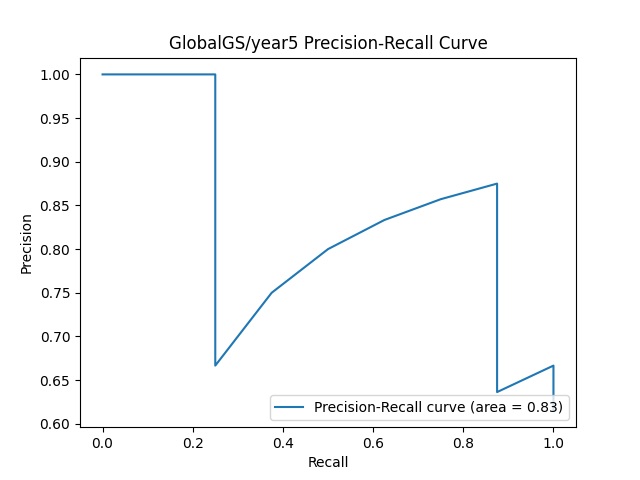 GlobalGS/year5 Precision-Recall Curve
1.00
0.95
0.90
0.85
0.80
0.75
0.70
0.65
0.60
Precision
Precision-Recall curve (area = 0.83)
0.0 0.2 0.4 0.6 0.8 1.0
Recall